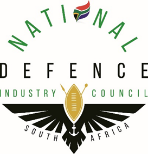 NATIONAL
DEFENCE
INDUSTRY COUNCIL
SOUTH AFRICA